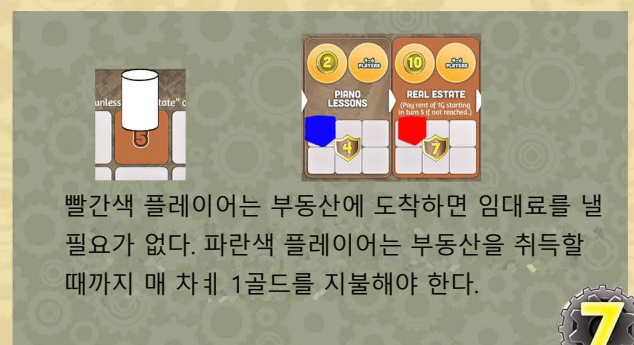 unless
tate" o
5
2
4-6
PLAYERS
PIANO
LESSONS
4
10
4-6
PLAYERS
REAL ESTATE
(Pay rent of 1G starting
in turn 5 if not reached.)
7
빨간색 플레이어는 부동산에 도착하면 임대료를 낼
필요가 없다. 파란색 플레이어는 부동산을 취득할
때까지 매 차례 1골드를 지불해야 한다.
7